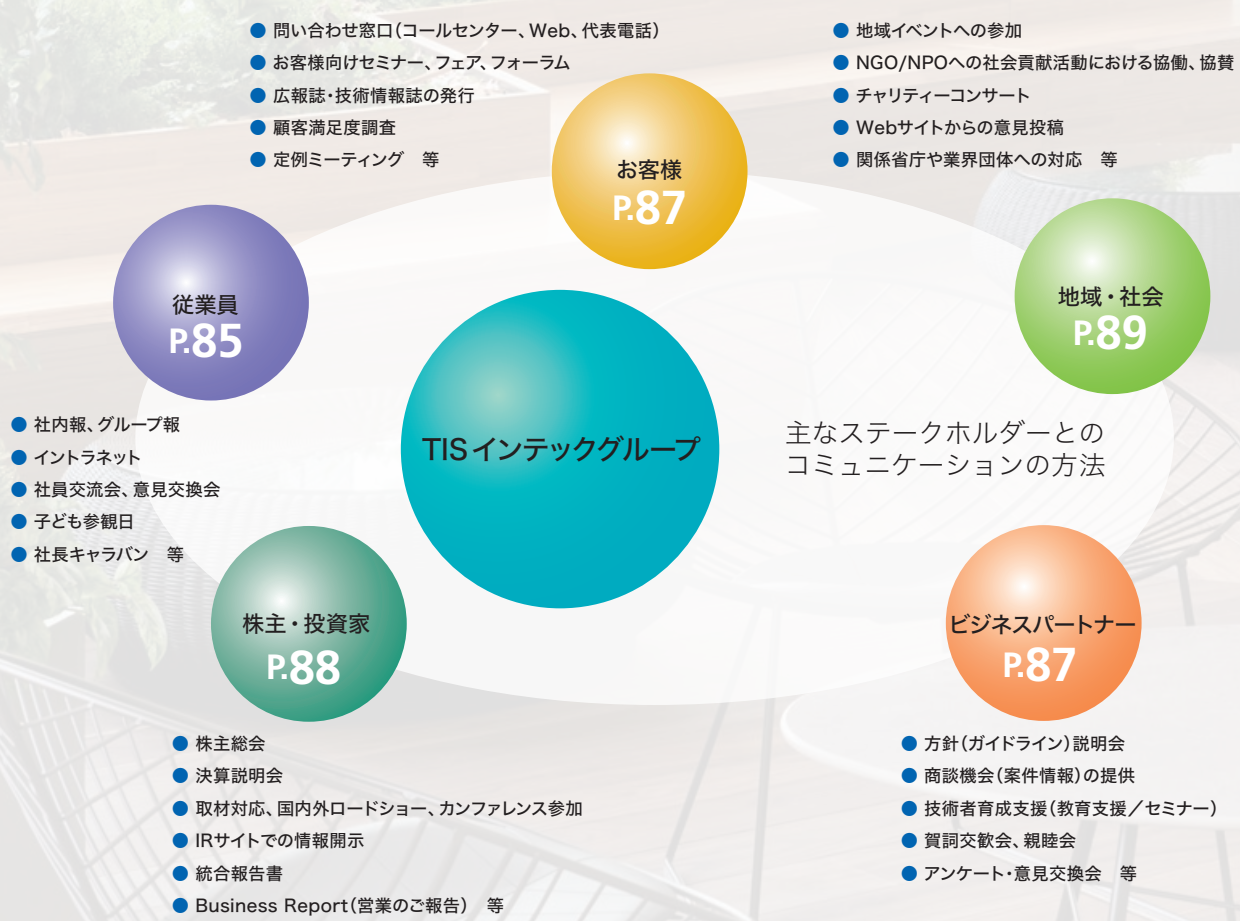 ● 問い合わせ窓口（コールセンター、Web、代表電話）
● お客様向けセミナー、フェア、フォーラム
● 広報誌・技術情報誌の発行
● 顧客満足度調査
● 定例ミーティング　等
お客様
P.87
● 地域イベントへの参加
● NGO/NPOへの社会貢献活動における協働、協賛
● チャリティーコンサート
● Webサイトからの意見投稿
● 関係省庁や業界団体への対応　等
地域・社会
P.89
従業員
P.85
● 社内報、グループ報
● イントラネット
● 社員交流会、意見交換会
● 子ども参観日
● 社長キャラバン　等
TISインテックグループ
主なステークホルダーとの
コミュニケーションの方法
株主・投資家
P.88
● 株主総会
● 決算説明会
● 取材対応、国内外ロードショー、カンファレンス参加
● IRサイトでの情報開示
● 統合報告書
● Business Report（営業のご報告）　等
ビジネスパートナー
P.87
● 方針（ガイドライン）説明会
● 商談機会（案件情報）の提供
● 技術者育成支援（教育支援／セミナー）
● 賀詞交歓会、親睦会
● アンケート・意見交換会　等